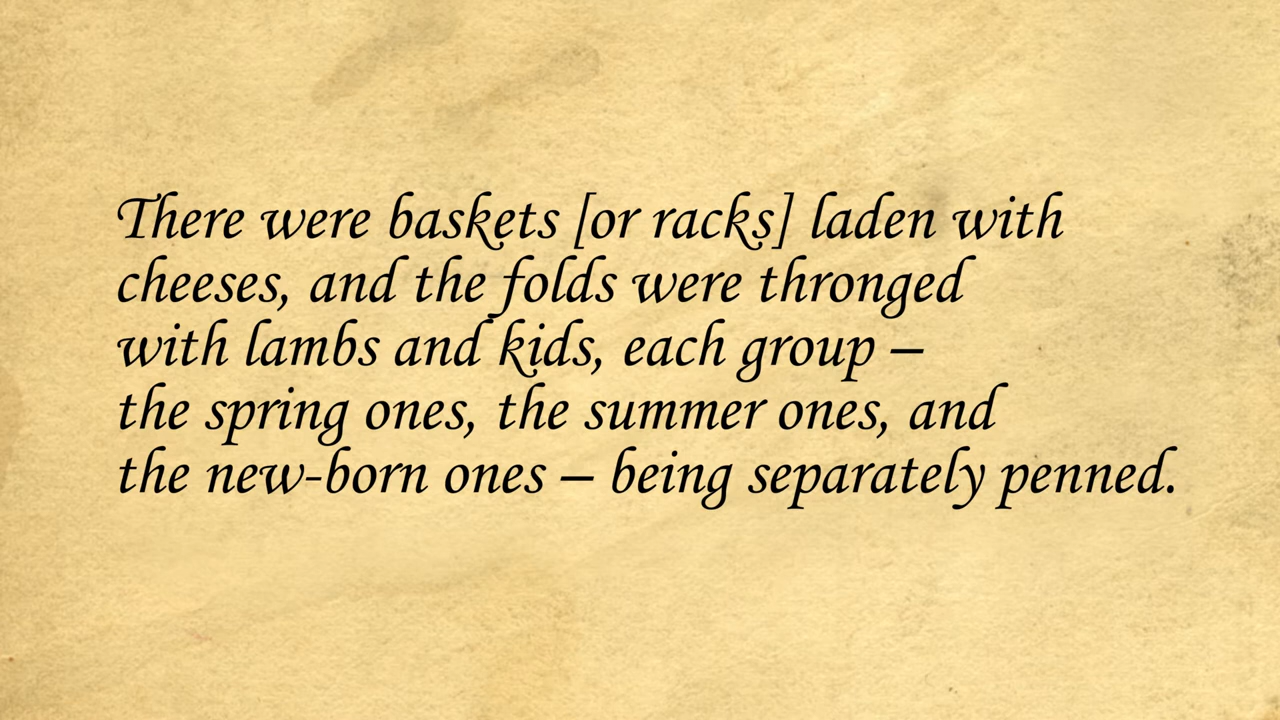 There were baskets [or racks] laden with
cheeses, and the folds were thronged
with lambs and kids, each group –
the spring ones, the summer ones, and
the new-born ones – being separately penned.